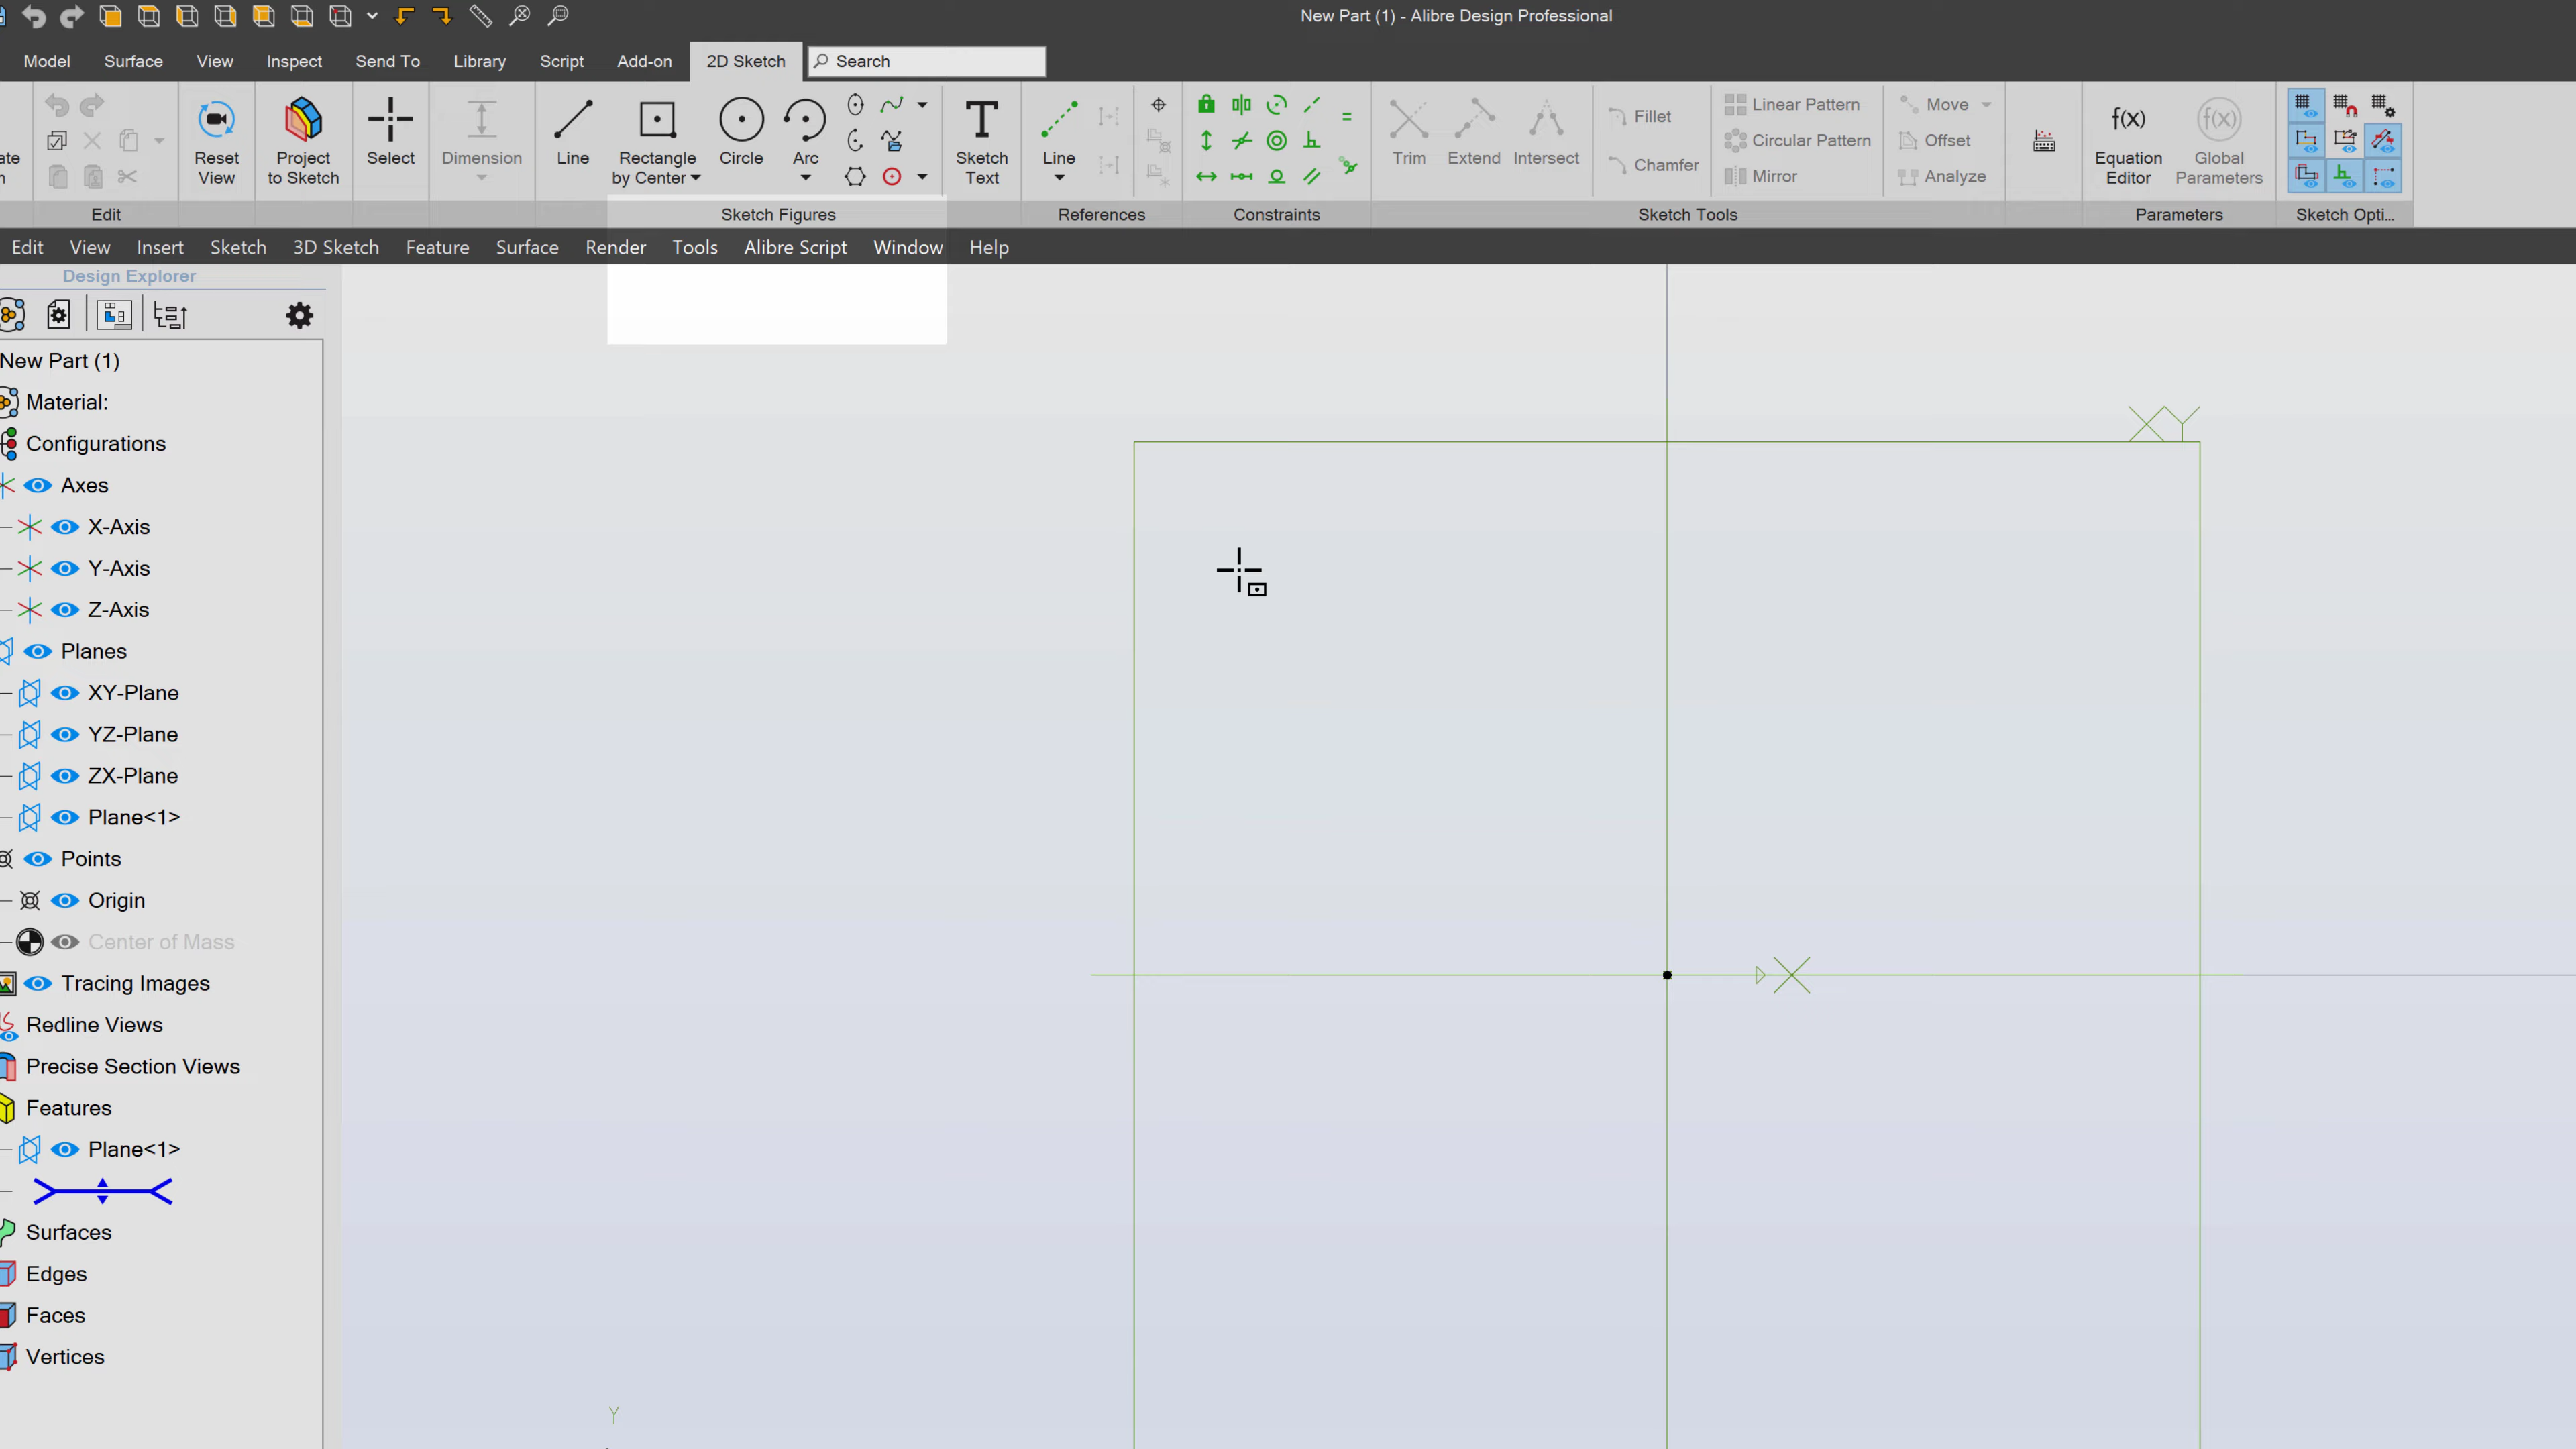 New Part (1) - Alibre Design Professional
Model Surface View Inspect Send To Library Script Add-on 2D Sketch Search
Reset View
Project to Sketch
Select
Dimension
Line
Rectangle by Center
Circle
Arc
Sketch Text
Line
Trim Extend Intersect
Fillet
Chamfer
Linear Pattern
Circular Pattern
Mirror
Move
Offset
Analyze
f(x)
Equation Editor
f(x)
Global Parameters
Edit Sketch Figures References Constraints Sketch Tools Parameters Sketch Opti...
Edit View Insert Sketch 3D Sketch Feature Surface Render Tools Alibre Script Window Help
Design Explorer
New Part (1)
Material:
Configurations
Axes
X-Axis
Y-Axis
Z-Axis
Planes
XY-Plane
YZ-Plane
ZX-Plane
Plane<1>
Points
Origin
Center of Mass
Tracing Images
Redline Views
Precise Section Views
Features
Plane<1>
Surfaces
Edges
Faces
Vertices
XY
X
Y